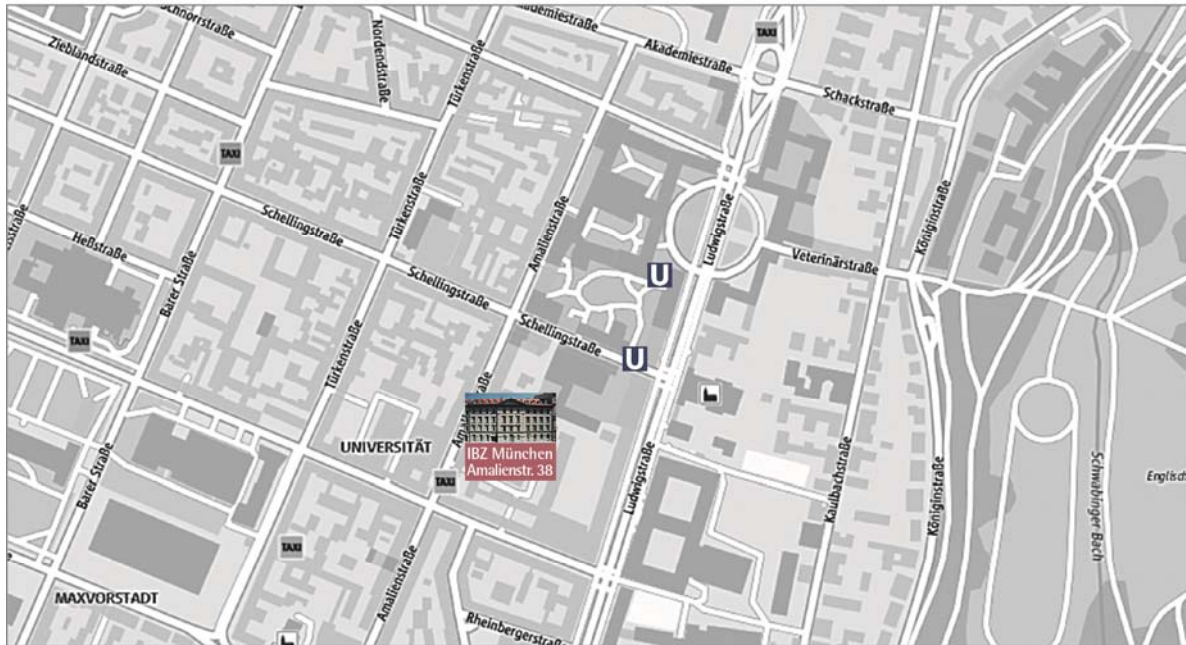 TAXI
Schnorrstraße
Akademiestraße
Nordendstraße
Türkenstraße
Akademiestraße
Zieblandstraße
Schackstraße
TAXI
Schellingstraße
Türkenstraße
Amalienstraße
Ludwigstraße
Königinstraße
Heßstraße
Barer Straße
Schellingstraße
Veterinärstraße
U
Schellingstraße
TAXI
Türkenstraße
U
UNIVERSITÄT
IBZ München
Amalienstr. 38
Barer Straße
TAXI
Ludwigstraße
Kaulbachstraße
Königinstraße
Schwabinger Bach
TAXI
Amalienstraße
MAXVORSTADT
Rheinbergerstraße